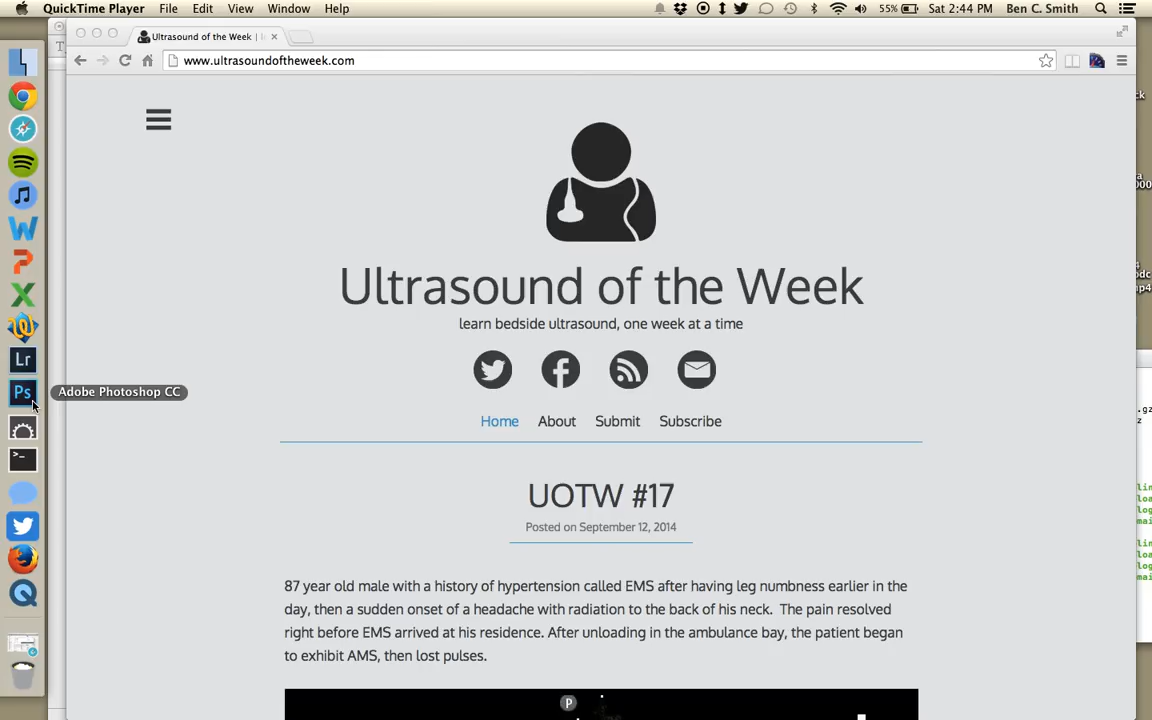 QuickTime Player File Edit View Window Help 55% Sat 2:44 PM Ben C. Smith
Ultrasound of the Week
www.ultrasoundoftheweek.com
Ultrasound of the Week
learn bedside ultrasound, one week at a time
Lr
Ps
Adobe Photoshop CC
Home About Submit Subscribe
UOTW #17
Posted on September 12, 2014
87 year old male with a history of hypertension called EMS after having leg numbness earlier in the
day, then a sudden onset of a headache with radiation to the back of his neck. The pain resolved
right before EMS arrived at his residence. After unloading in the ambulance bay, the patient began
to exhibit AMS, then lost pulses.
P